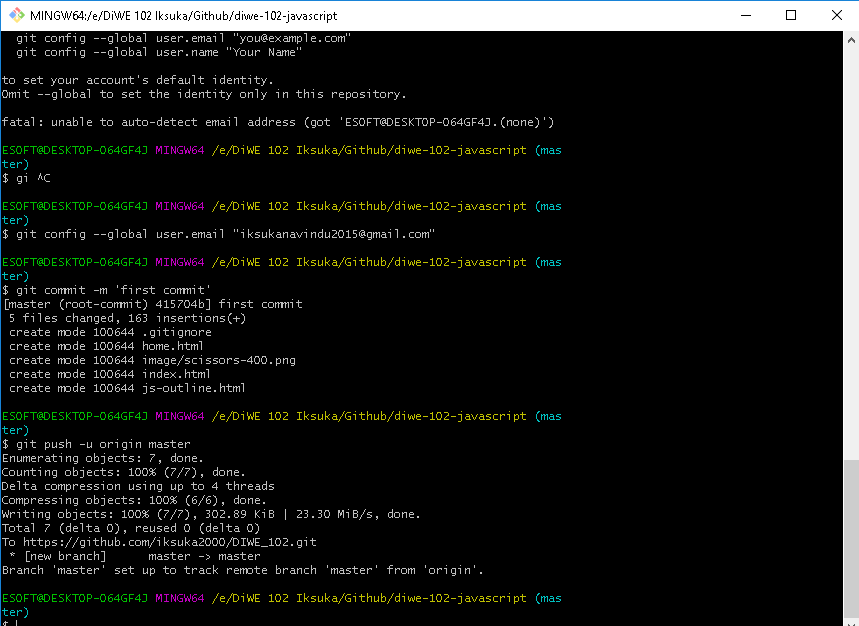 MINGW64:/e/DiWE 102 Iksuka/Github/diwe-102-javascript
git config --global user.email "you@example.com"
git config --global user.name "Your Name"
to set your account's default identity.
Omit --global to set the identity only in this repository.
fatal: unable to auto-detect email address (got 'ESOFT@DESKTOP-064GF4J.(none)')
ESOFT@DESKTOP-064GF4J MINGW64 /e/DiWE 102 Iksuka/Github/diwe-102-javascript (mas
ter)
$ gi ^C
ESOFT@DESKTOP-064GF4J MINGW64 /e/DiWE 102 Iksuka/Github/diwe-102-javascript (mas
ter)
$ git config --global user.email "iksukanavindu2015@gmail.com"
ESOFT@DESKTOP-064GF4J MINGW64 /e/DiWE 102 Iksuka/Github/diwe-102-javascript (mas
ter)
$ git commit -m 'first commit'
[master (root-commit) 415704b] first commit
5 files changed, 163 insertions(+)
create mode 100644 .gitignore
create mode 100644 home.html
create mode 100644 image/scissors-400.png
create mode 100644 index.html
create mode 100644 js-outline.html
ESOFT@DESKTOP-064GF4J MINGW64 /e/DiWE 102 Iksuka/Github/diwe-102-javascript (mas
ter)
$ git push -u origin master
Enumerating objects: 7, done.
Counting objects: 100% (7/7), done.
Delta compression using up to 4 threads
Compressing objects: 100% (6/6), done.
Writing objects: 100% (7/7), 302.89 KiB | 23.30 MiB/s, done.
Total 7 (delta 0), reused 0 (delta 0)
To https://github.com/iksuka2000/DIWE_102.git
* [new branch]      master -> master
Branch 'master' set up to track remote branch 'master' from 'origin'.
ESOFT@DESKTOP-064GF4J MINGW64 /e/DiWE 102 Iksuka/Github/diwe-102-javascript (mas
ter)
$